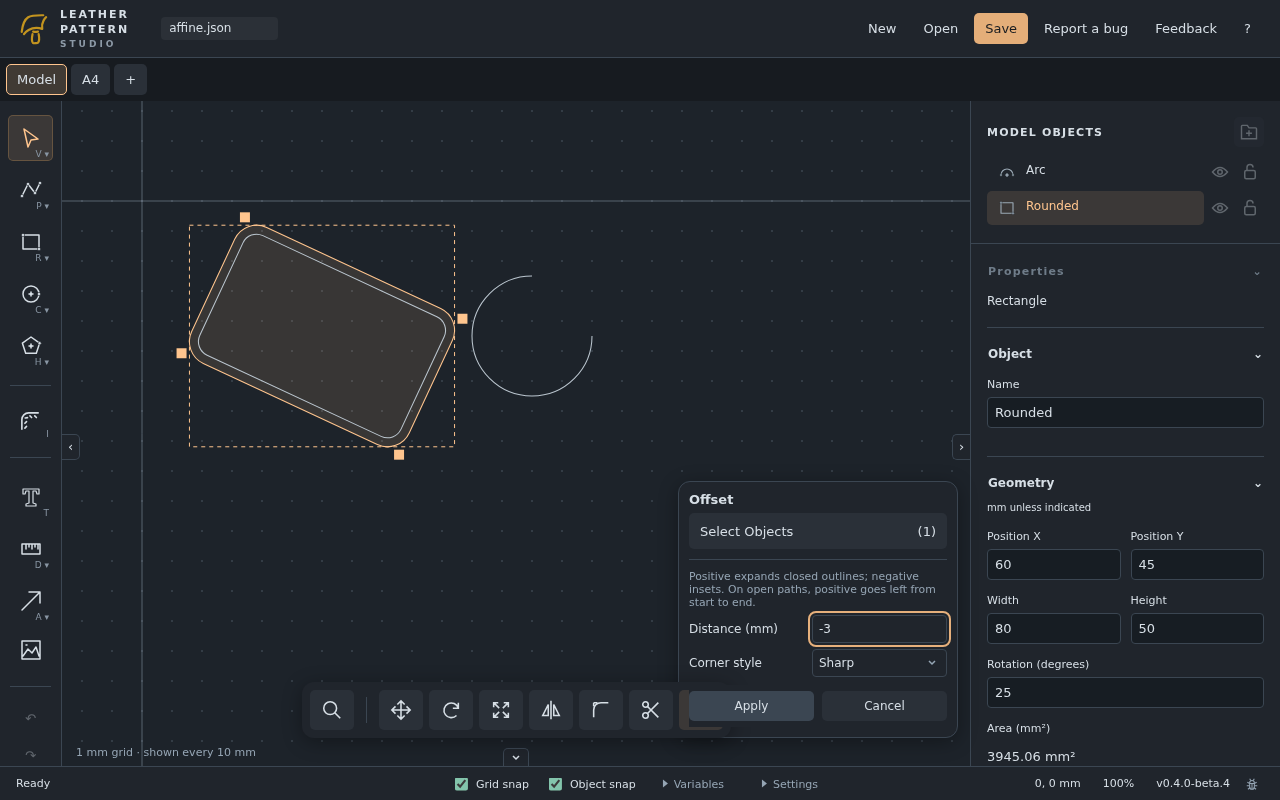 LEATHER
PATTERN
STUDIO
affine.json
New
Open
Save
Report a bug
Feedback
?
Model
A4
+
V ▾
P ▾
R ▾
C ▾
H ▾
I
T
D ▾
A ▾
MODEL OBJECTS
Arc
Rounded
Properties
Rectangle
Object
Name
Rounded
Geometry
mm unless indicated
Position X
Position Y
60
45
Width
Height
80
50
Rotation (degrees)
25
Area (mm²)
3945.06 mm²
Offset
Select Objects (1)
Positive expands closed outlines; negative
insets. On open paths, positive goes left from
start to end.
Distance (mm)
-3
Corner style
Sharp
Apply
Cancel
1 mm grid · shown every 10 mm
Ready
Grid snap
Object snap
Variables
Settings
0, 0 mm
100%
v0.4.0-beta.4